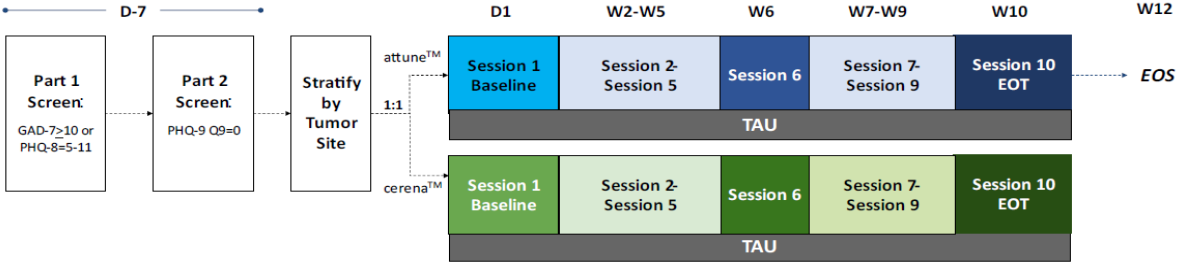 D-7
D1
W2-W5
W6
W7-W9
W10
W12
Part 1
Screen:
GAD-7≥10 or
PHQ-8=5-11
Part 2
Screen:
PHQ-9 Q9=0
Stratify
by
Tumor
Site
1:1
attune™
Session 1
Baseline
Session 2-
Session 5
Session 6
Session 7-
Session 9
Session 10
EOT
EOS
TAU
cerena™
Session 1
Baseline
Session 2-
Session 5
Session 6
Session 7-
Session 9
Session 10
EOT
TAU